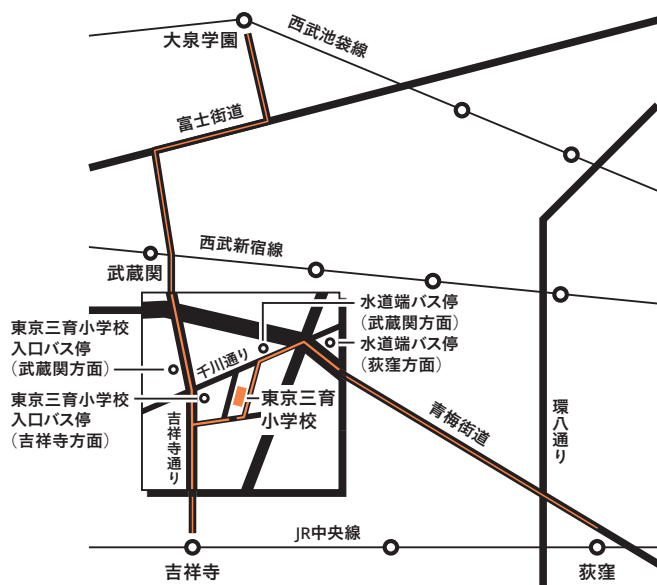 大泉学園
西武池袋線
富士街道
西武新宿線
武蔵関
水道端バス停
(武蔵関方面)
水道端バス停
(荻窪方面)
東京三育小学校
入口バス停
(武蔵関方面)
千川通り
東京三育小学校
入口バス停
(吉祥寺方面)
東京三育
小学校
吉祥寺通り
青梅街道
環八通り
JR中央線
吉祥寺
荻窪